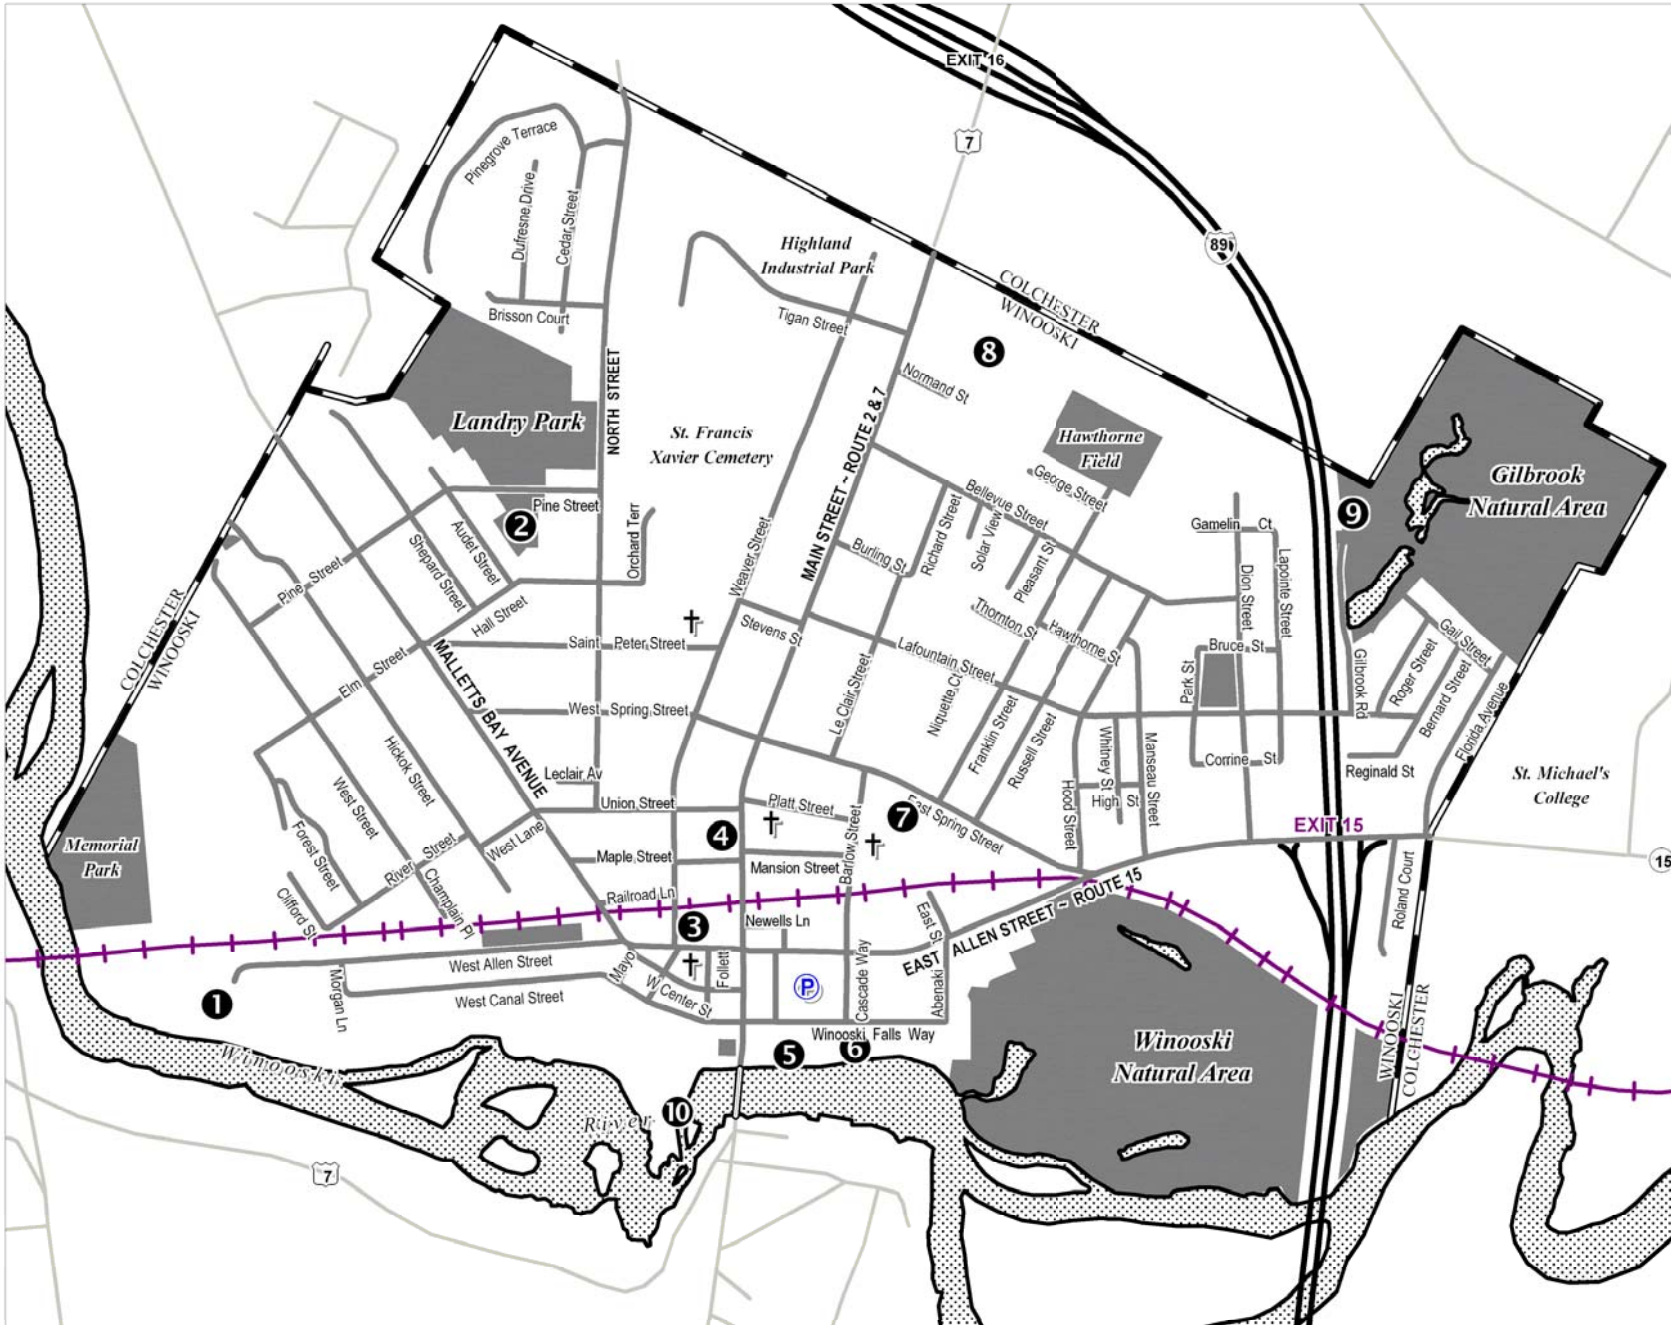 EXIT 16
7
Pinegrove Terrace
Dufresne Drive
Cedar Street
89
Highland
Industrial Park
COLCHESTER
WINOOSKI
Brisson Court
Tigan Street
8
NORTH STREET
Normand St
Landry Park
St. Francis
Xavier Cemetery
MAIN STREET ~ ROUTE 2 & 7
Hawthorne
Field
George Street
Gilbrook
Natural Area
Bellevue Street
Pine Street
2
9
Orchard Terr
Richard Street
Solar View
Gamelin Ct
Audet Street
Shepard Street
Weaver Street
Burling St
Pleasant St
Dion Street
Lapointe Street
Pine Street
Hall Street
Thornton St
Hawthorne St
COLCHESTER
WINOOSKI
Saint Peter Street
Stevens St
Lafountain Street
Bruce St
Gail Street
Elm Street
MALLETTS BAY AVENUE
Le Clair Street
Niquette Ct
Park St
Gilbrook Rd
Roger Street
Bernard Street
Florida Avenue
West Spring Street
Franklin Street
Russell Street
Whitney St
Manseau Street
Hickok Street
Corrine St
Reginald St
St. Michael's
College
Leclair Av
West Street
Hood Street
High St
Union Street
Platt Street
East Spring Street
7
EXIT 15
Forest Street
4
Barlow Street
Memorial
Park
West Lane
River Street
Maple Street
Mansion Street
15
Champlain Pl
Railroad Ln
Clifford St
3
Newells Ln
East St
EAST ALLEN STREET ~ ROUTE 15
Roland Court
West Allen Street
Mayo
Follett
Cascade Way
Abenaki
P
1
Morgan Ln
West Canal Street
W Center St
WINOOSKI
COLCHESTER
Winooski Falls Way
5
6
Winooski
Natural Area
Winooski
River
10
7